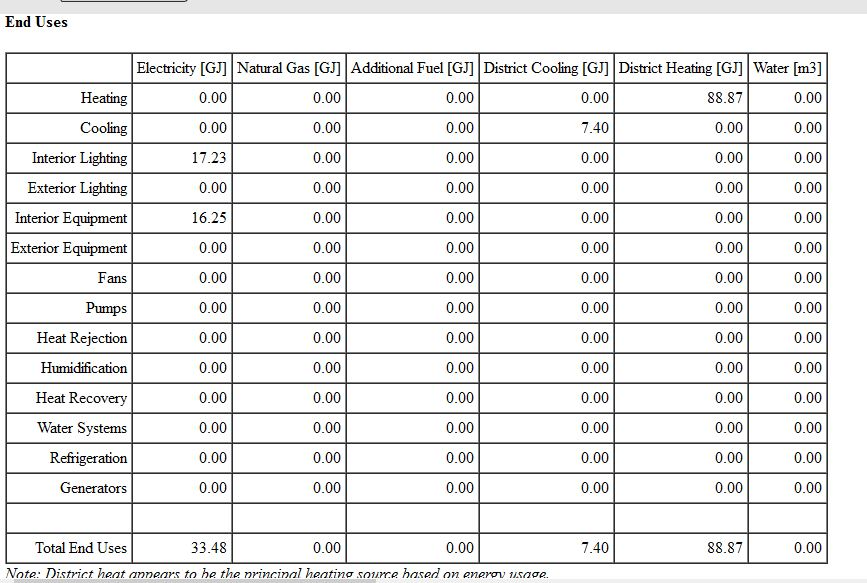 End Uses
Electricity [GJ] Natural Gas [GJ] Additional Fuel [GJ] District Cooling [GJ] District Heating [GJ] Water [m3]
Heating 0.00 0.00 0.00 0.00 88.87 0.00
Cooling 0.00 0.00 0.00 7.40 0.00 0.00
Interior Lighting 17.23 0.00 0.00 0.00 0.00 0.00
Exterior Lighting 0.00 0.00 0.00 0.00 0.00 0.00
Interior Equipment 16.25 0.00 0.00 0.00 0.00 0.00
Exterior Equipment 0.00 0.00 0.00 0.00 0.00 0.00
Fans 0.00 0.00 0.00 0.00 0.00 0.00
Pumps 0.00 0.00 0.00 0.00 0.00 0.00
Heat Rejection 0.00 0.00 0.00 0.00 0.00 0.00
Humidification 0.00 0.00 0.00 0.00 0.00 0.00
Heat Recovery 0.00 0.00 0.00 0.00 0.00 0.00
Water Systems 0.00 0.00 0.00 0.00 0.00 0.00
Refrigeration 0.00 0.00 0.00 0.00 0.00 0.00
Generators 0.00 0.00 0.00 0.00 0.00 0.00
Total End Uses 33.48 0.00 0.00 7.40 88.87 0.00
Note: District heat appears to be the principal heating source based on energy usage.